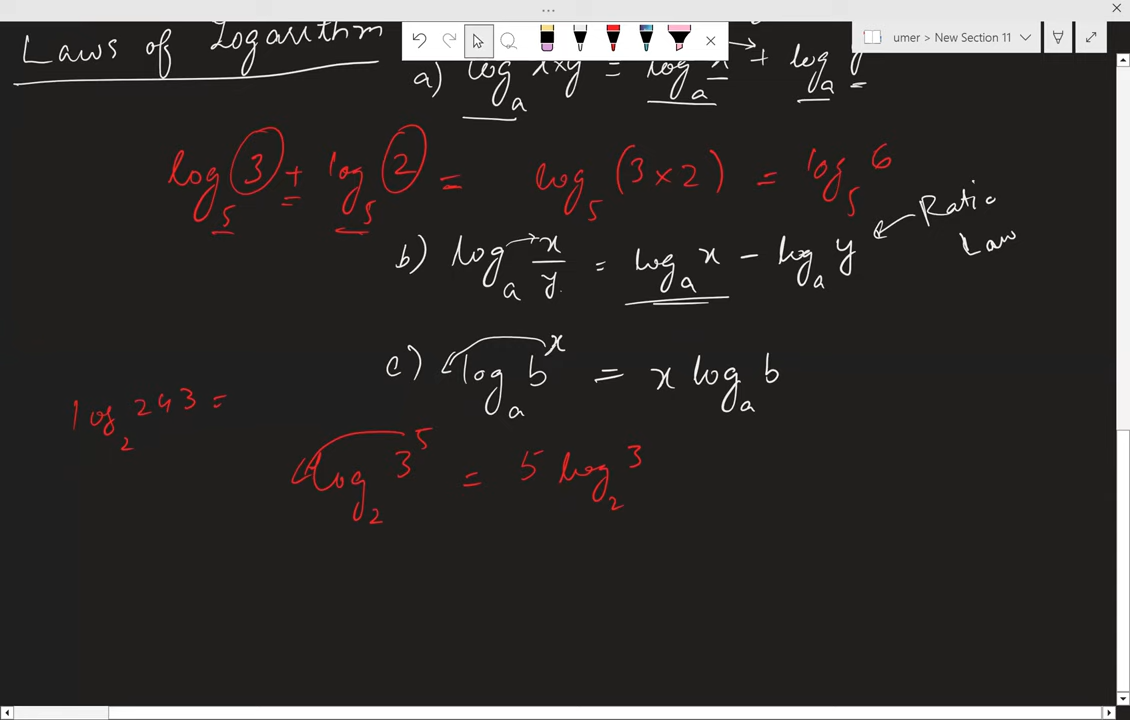 umer > New Section 11
Laws of Logarithm
a) log_a x×y = log_a x + log_a y
log_5 3 + log_5 2 = log_5 (3×2) = log_5 6
b) log_a x/y = log_a x − log_a y ← Ratio Law
c) log_a b^x = x log_a b
log_2 243 =
log_2 3^5 = 5 log_2 3